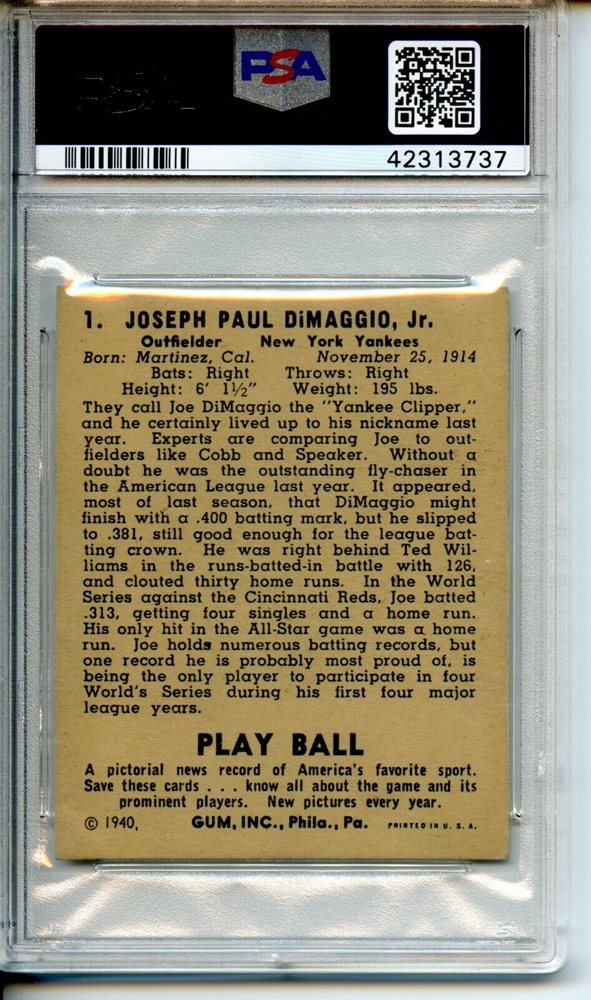 PSA
42313737
1. JOSEPH PAUL DiMAGGIO, Jr.
Outfielder New York Yankees
Born: Martinez, Cal. November 25, 1914
Bats: Right Throws: Right
Height: 6' 1½" Weight: 195 lbs.
They call Joe DiMaggio the "Yankee Clipper,"
and he certainly lived up to his nickname last
year. Experts are comparing Joe to out-
fielders like Cobb and Speaker. Without a
doubt he was the outstanding fly-chaser in
the American League last year. It appeared,
most of last season, that DiMaggio might
finish with a .400 batting mark, but he slipped
to .381, still good enough for the league bat-
ting crown. He was right behind Ted Wil-
liams in the runs-batted-in battle with 126,
and clouted thirty home runs. In the World
Series against the Cincinnati Reds, Joe batted
.313, getting four singles and a home run.
His only hit in the All-Star game was a home
run. Joe holds numerous batting records, but
one record he is probably most proud of, is
being the only player to participate in four
World's Series during his first four major
league years.
PLAY BALL
A pictorial news record of America's favorite sport.
Save these cards . . . know all about the game and its
prominent players. New pictures every year.
© 1940, GUM, INC., Phila., Pa. PRINTED IN U. S. A.